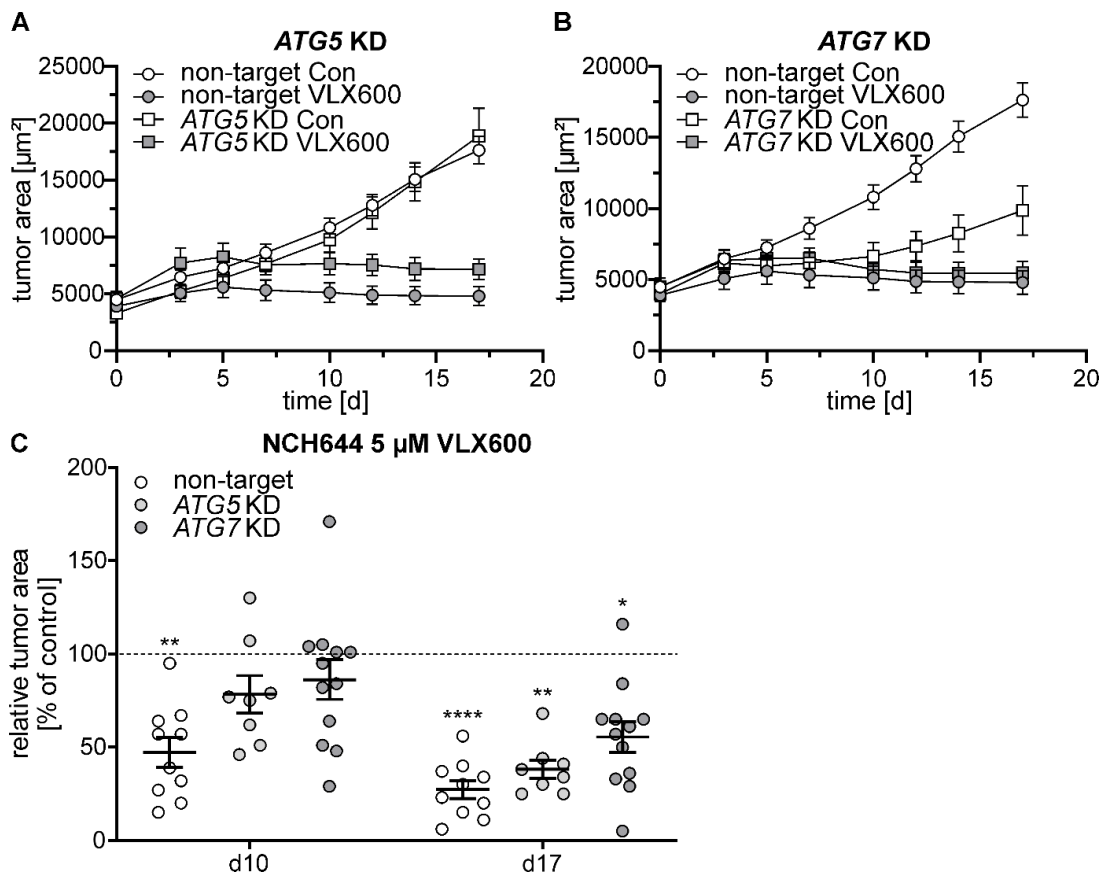 A
ATG5 KD
25000
20000
15000
10000
5000
0
tumor area [µm²]
non-target Con
non-target VLX600
ATG5 KD Con
ATG5 KD VLX600
0 5 10 15 20
time [d]
B
ATG7 KD
20000
15000
10000
5000
0
tumor area [µm²]
non-target Con
non-target VLX600
ATG7 KD Con
ATG7 KD VLX600
0 5 10 15 20
time [d]
C
NCH644 5 µM VLX600
200
150
100
50
0
relative tumor area
[% of control]
non-target
ATG5 KD
ATG7 KD
**
****
**
*
d10 d17